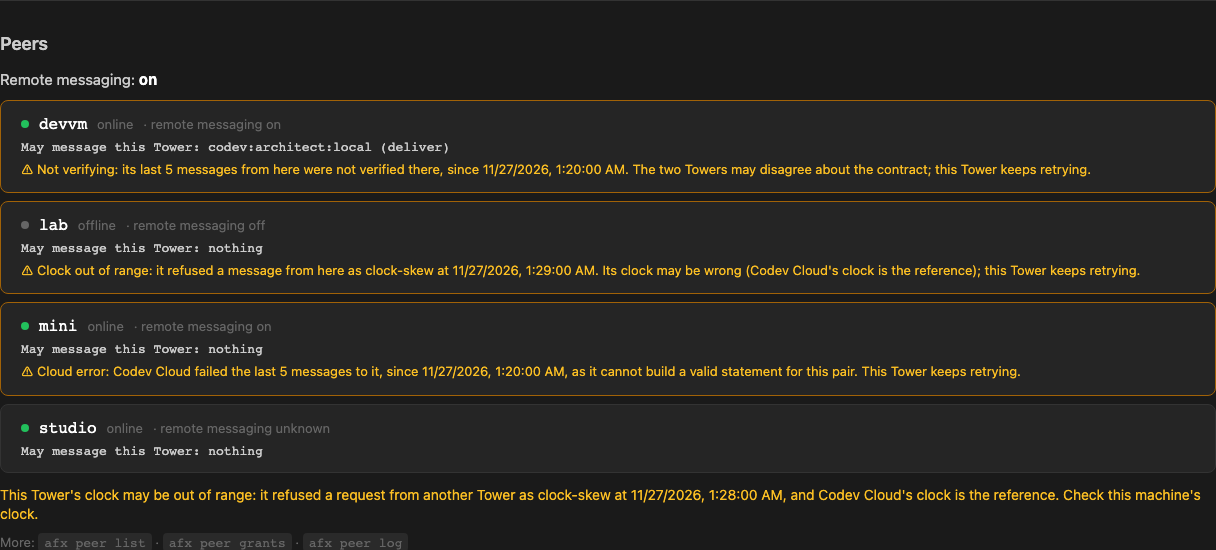 Peers
Remote messaging: on
devvm online · remote messaging on
May message this Tower: codev:architect:local (deliver)
⚠ Not verifying: its last 5 messages from here were not verified there, since 11/27/2026, 1:20:00 AM. The two Towers may disagree about the contract; this Tower keeps retrying.
lab offline · remote messaging off
May message this Tower: nothing
⚠ Clock out of range: it refused a message from here as clock-skew at 11/27/2026, 1:29:00 AM. Its clock may be wrong (Codev Cloud's clock is the reference); this Tower keeps retrying.
mini online · remote messaging on
May message this Tower: nothing
⚠ Cloud error: Codev Cloud failed the last 5 messages to it, since 11/27/2026, 1:20:00 AM, as it cannot build a valid statement for this pair. This Tower keeps retrying.
studio online · remote messaging unknown
May message this Tower: nothing
This Tower's clock may be out of range: it refused a request from another Tower as clock-skew at 11/27/2026, 1:28:00 AM, and Codev Cloud's clock is the reference. Check this machine's
clock.
More: afx peer list · afx peer grants · afx peer log